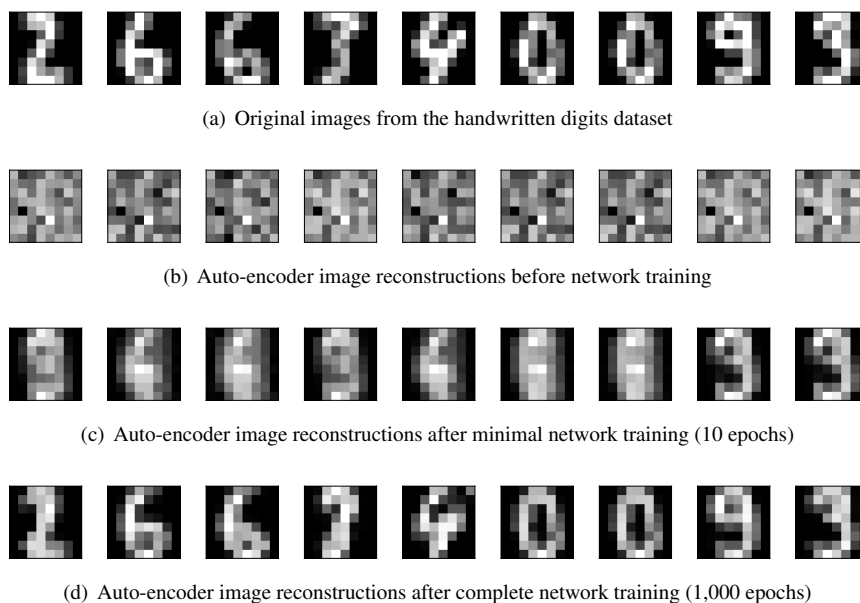 (a) Original images from the handwritten digits dataset
(b) Auto-encoder image reconstructions before network training
(c) Auto-encoder image reconstructions after minimal network training (10 epochs)
(d) Auto-encoder image reconstructions after complete network training (1,000 epochs)